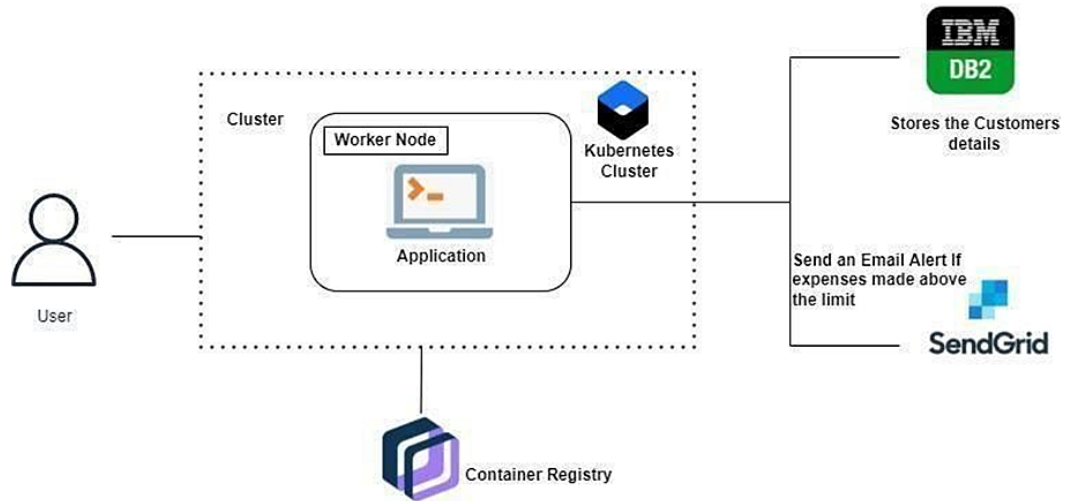 IBM
DB2
Stores the Customers
details
Cluster
Worker Node
Kubernetes
Cluster
Application
User
Send an Email Alert If
expenses made above
the limit
SendGrid
Container Registry